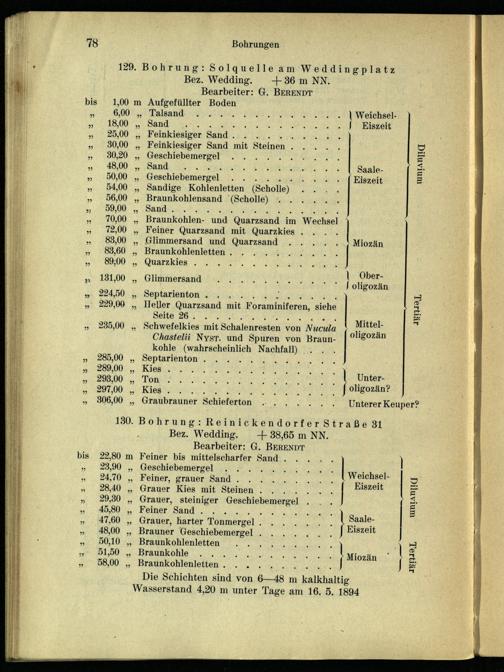 78
Bohrungen
129. Bohrung: Solquelle am Weddingplatz
Bez. Wedding. +36 m NN.
Bearbeiter: G. Berendt
bis 1,00 m Aufgefüllter Boden
„ 6,00 „ Talsand . . . . . . . . . . . Weichsel-
„ 18,00 „ Sand . . . . . . . . . . . Eiszeit
„ 25,00 „ Feinkiesiger Sand . . . . . . . .
„ 30,00 „ Feinkiesiger Sand mit Steinen . . . .
„ 30,20 „ Geschiebemergel . . . . . . . . Diluvium
„ 48,00 „ Sand . . . . . . . . . . . Saale-
„ 50,00 „ Geschiebemergel . . . . . . . . Eiszeit
„ 54,00 „ Sandige Kohlenletten (Scholle) . . .
„ 56,00 „ Braunkohlensand (Scholle) . . . .
„ 59,00 „ Sand . . . . . . . . . . .
„ 70,00 „ Braunkohlen- und Quarzsand im Wechsel
„ 72,00 „ Feiner Quarzsand mit Quarzkies . . . .
„ 83,00 „ Glimmersand und Quarzsand . . . . Miozän
„ 83,60 „ Braunkohlenletten . . . . . . . .
„ 89,00 „ Quarzkies . . . . . . . . . .
„ 131,00 „ Glimmersand . . . . . . . . . Ober-
oligozän
„ 224,50 „ Septarienton . . . . . . . . . Tertiär
„ 229,00 „ Heller Quarzsand mit Foraminiferen, siehe
Seite 26 . . . . . . . . . .
„ 235,00 „ Schwefelkies mit Schalenresten von Nucula Mittel-
Chastelii Nyst. und Spuren von Braun- oligozän
kohle (wahrscheinlich Nachfall) . . .
„ 285,00 „ Septarienton . . . . . . . . .
„ 289,00 „ Kies . . . . . . . . . . .
„ 293,00 „ Ton . . . . . . . . . . . Unter-
„ 297,00 „ Kies . . . . . . . . . . . oligozän?
„ 306,00 „ Graubrauner Schieferton . . . . . . Unterer Keuper?
130. Bohrung: Reinickendorfer Straße 31
Bez. Wedding. +38,65 m NN.
Bearbeiter: G. Berendt
bis 22,80 m Feiner bis mittelscharfer Sand . . . . .
„ 23,90 „ Geschiebemergel . . . . . . . .
„ 24,70 „ Feiner, grauer Sand . . . . . . . Weichsel-
„ 28,40 „ Grauer Kies mit Steinen . . . . . . Eiszeit Diluvium
„ 29,30 „ Grauer, steiniger Geschiebemergel . . .
„ 45,80 „ Feiner Sand . . . . . . . . .
„ 47,60 „ Grauer, harter Tonmergel . . . . . Saale-
„ 48,00 „ Brauner Geschiebemergel . . . . . Eiszeit
„ 50,10 „ Braunkohlenletten . . . . . . . .
„ 51,50 „ Braunkohle . . . . . . . . . Miozän Tertiär
„ 58,00 „ Braunkohlenletten . . . . . . . .
Die Schichten sind von 6—48 m kalkhaltig
Wasserstand 4,20 m unter Tage am 16. 5. 1894